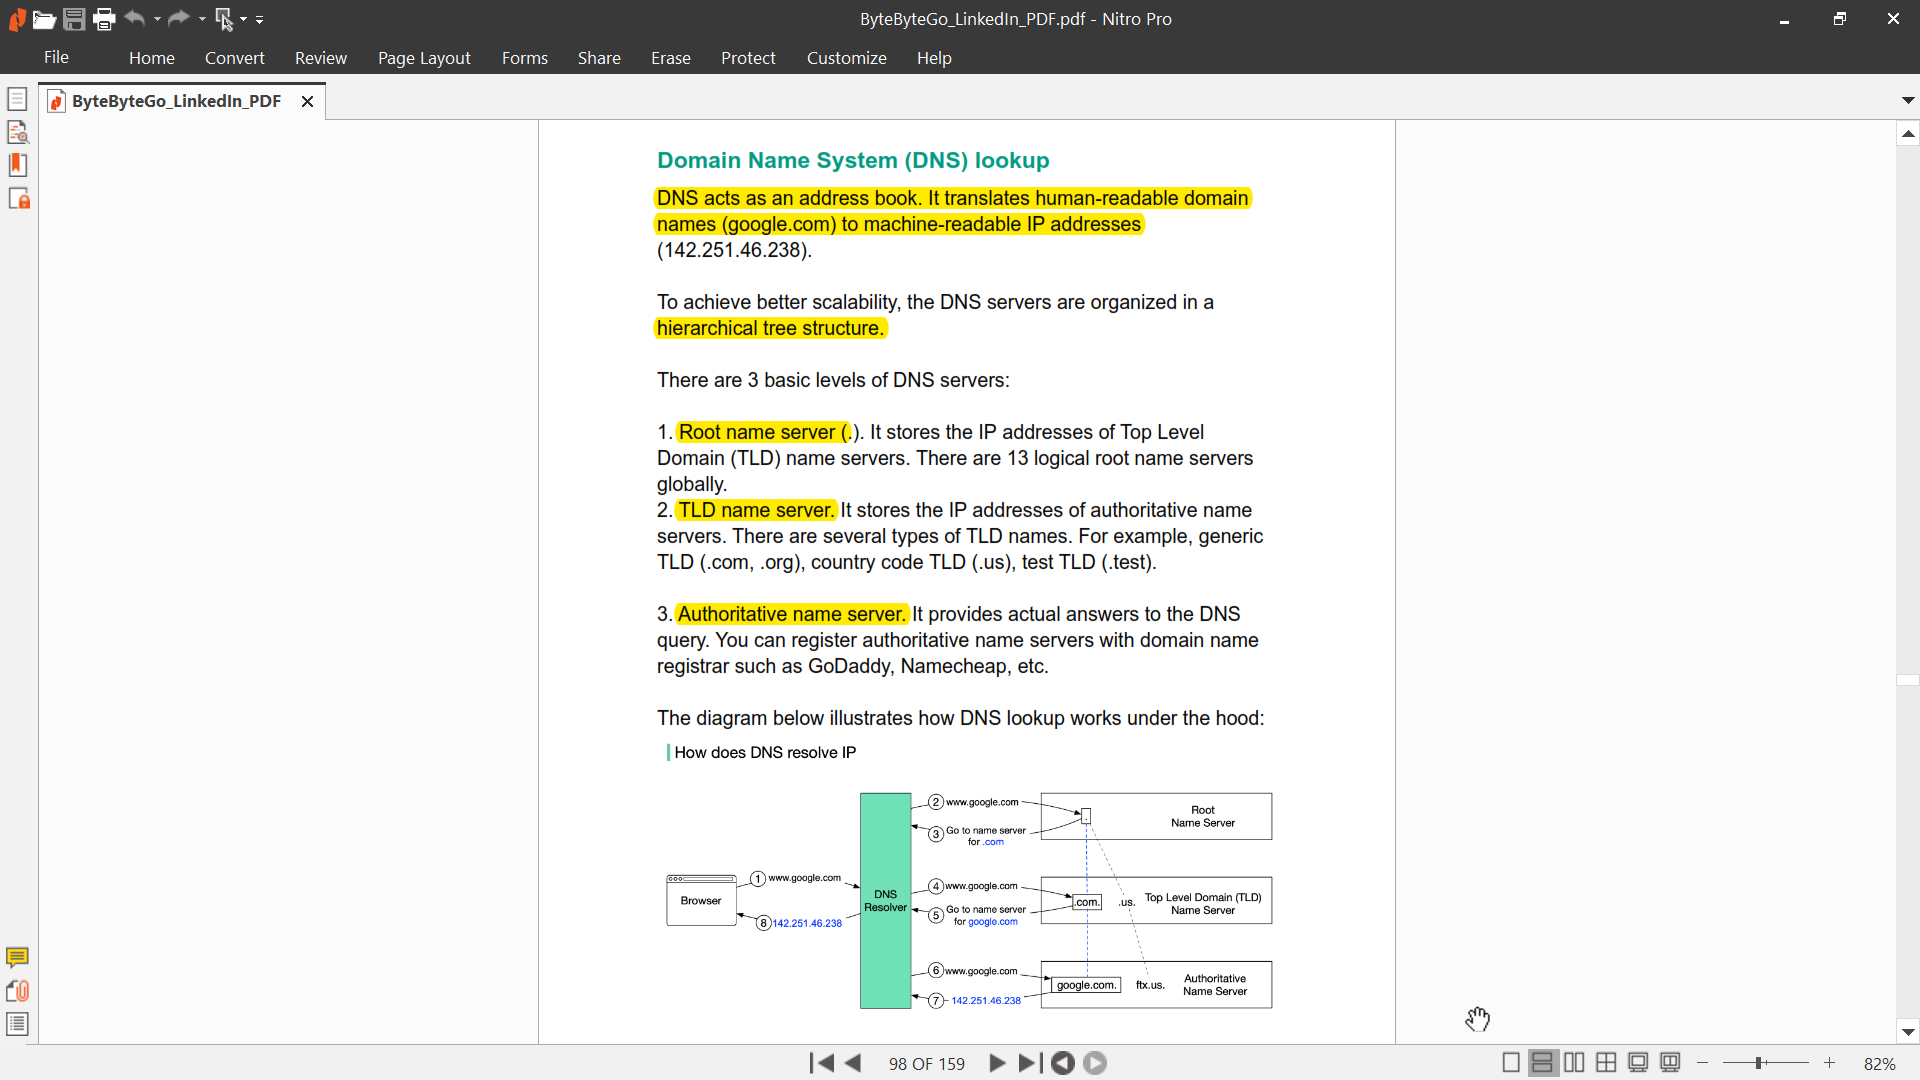 ByteByteGo_LinkedIn_PDF.pdf - Nitro Pro
File Home Convert Review Page Layout Forms Share Erase Protect Customize Help
ByteByteGo_LinkedIn_PDF
Domain Name System (DNS) lookup
DNS acts as an address book. It translates human-readable domain
names (google.com) to machine-readable IP addresses
(142.251.46.238).
To achieve better scalability, the DNS servers are organized in a
hierarchical tree structure.
There are 3 basic levels of DNS servers:
1. Root name server (.). It stores the IP addresses of Top Level
Domain (TLD) name servers. There are 13 logical root name servers
globally.
2. TLD name server. It stores the IP addresses of authoritative name
servers. There are several types of TLD names. For example, generic
TLD (.com, .org), country code TLD (.us), test TLD (.test).
3. Authoritative name server. It provides actual answers to the DNS
query. You can register authoritative name servers with domain name
registrar such as GoDaddy, Namecheap, etc.
The diagram below illustrates how DNS lookup works under the hood:
How does DNS resolve IP
Browser
1 www.google.com
8 142.251.46.238
DNS
Resolver
2 www.google.com
3 Go to name server
for .com
.
Root
Name Server
4 www.google.com
5 Go to name server
for google.com
.com.
.us.
Top Level Domain (TLD)
Name Server
6 www.google.com
7 142.251.46.238
google.com.
ftx.us.
Authoritative
Name Server
98 OF 159
82%